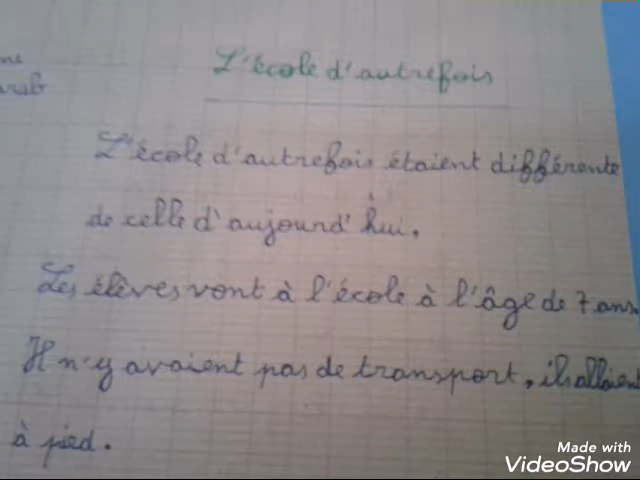 L'école d'autrefois
L'école d'autrefois étaient différente
de celle d'aujourd'hui.
Les élèves vont à l'école à l'âge de 7 ans
Il n'y avaient pas de transport, ils allaient
à pied.
Made with
VideoShow